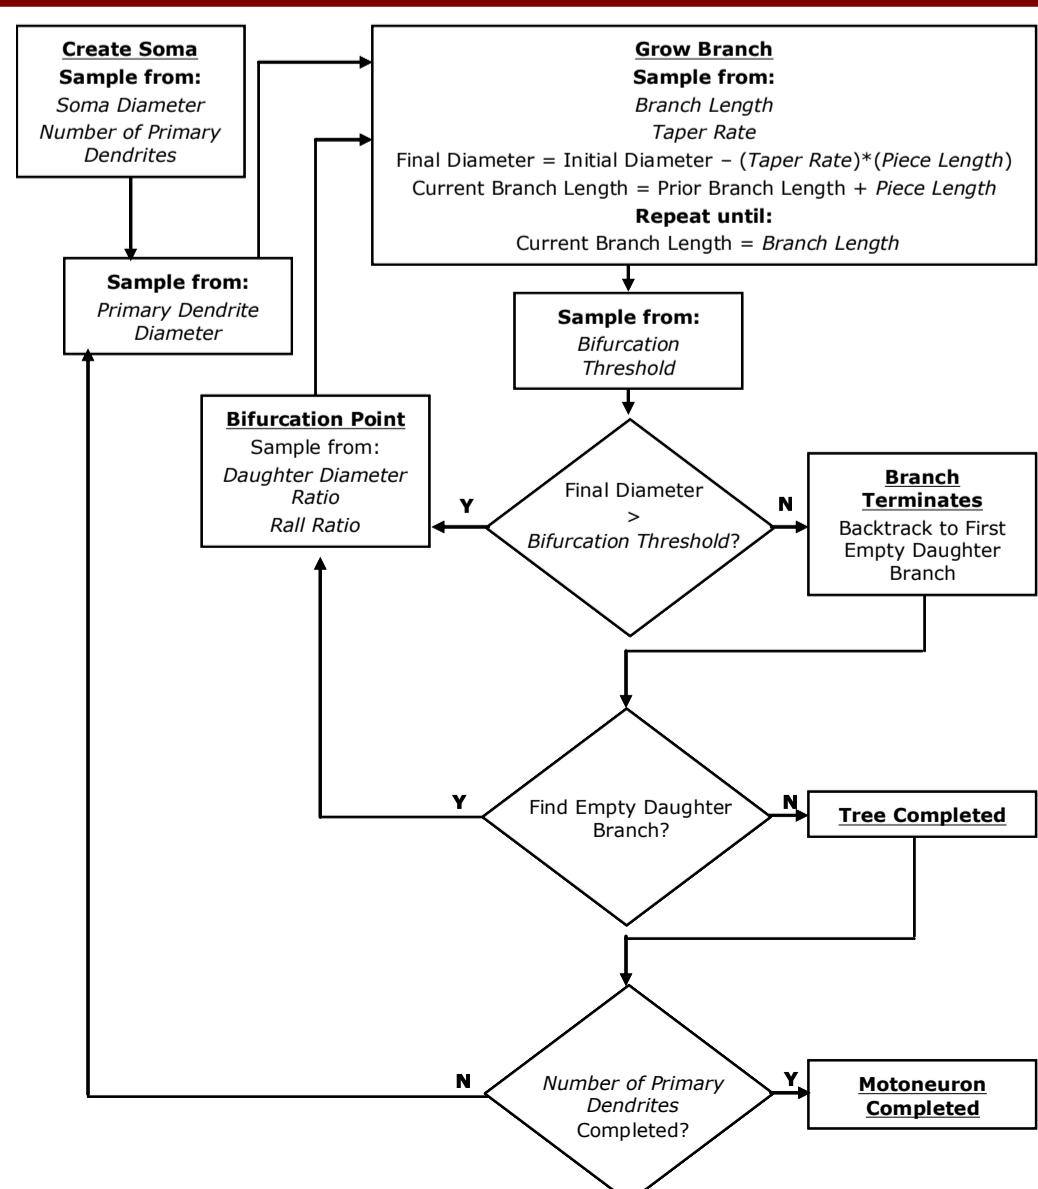 Create Soma
Sample from:
Soma Diameter
Number of Primary
Dendrites
Grow Branch
Sample from:
Branch Length
Taper Rate
Final Diameter = Initial Diameter – (Taper Rate)*(Piece Length)
Current Branch Length = Prior Branch Length + Piece Length
Repeat until:
Current Branch Length = Branch Length
Sample from:
Primary Dendrite
Diameter
Sample from:
Bifurcation
Threshold
Bifurcation Point
Sample from:
Daughter Diameter
Ratio
Rall Ratio
Y
Final Diameter
>
Bifurcation Threshold?
N
Branch
Terminates
Backtrack to First
Empty Daughter
Branch
Y
Find Empty Daughter
Branch?
N
Tree Completed
N
Number of Primary
Dendrites
Completed?
Y
Motoneuron
Completed